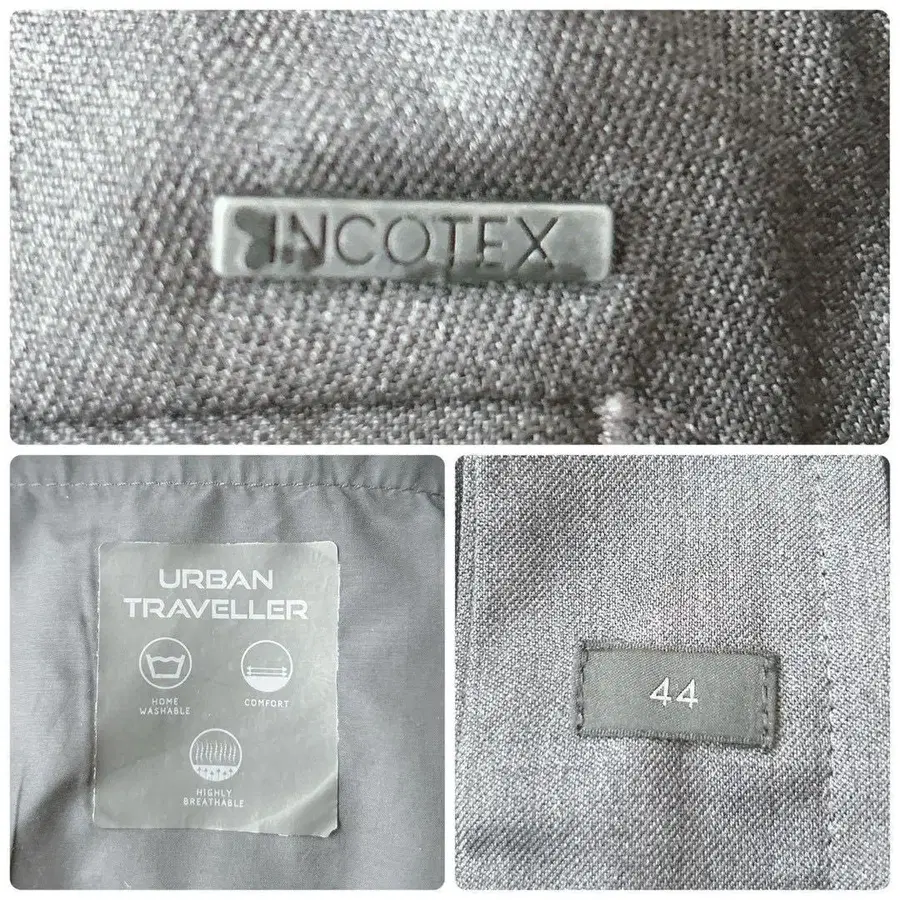 INCOTEX
URBAN
TRAVELLER
HOME
WASHABLE
COMFORT
HIGHLY
BREATHABLE
44